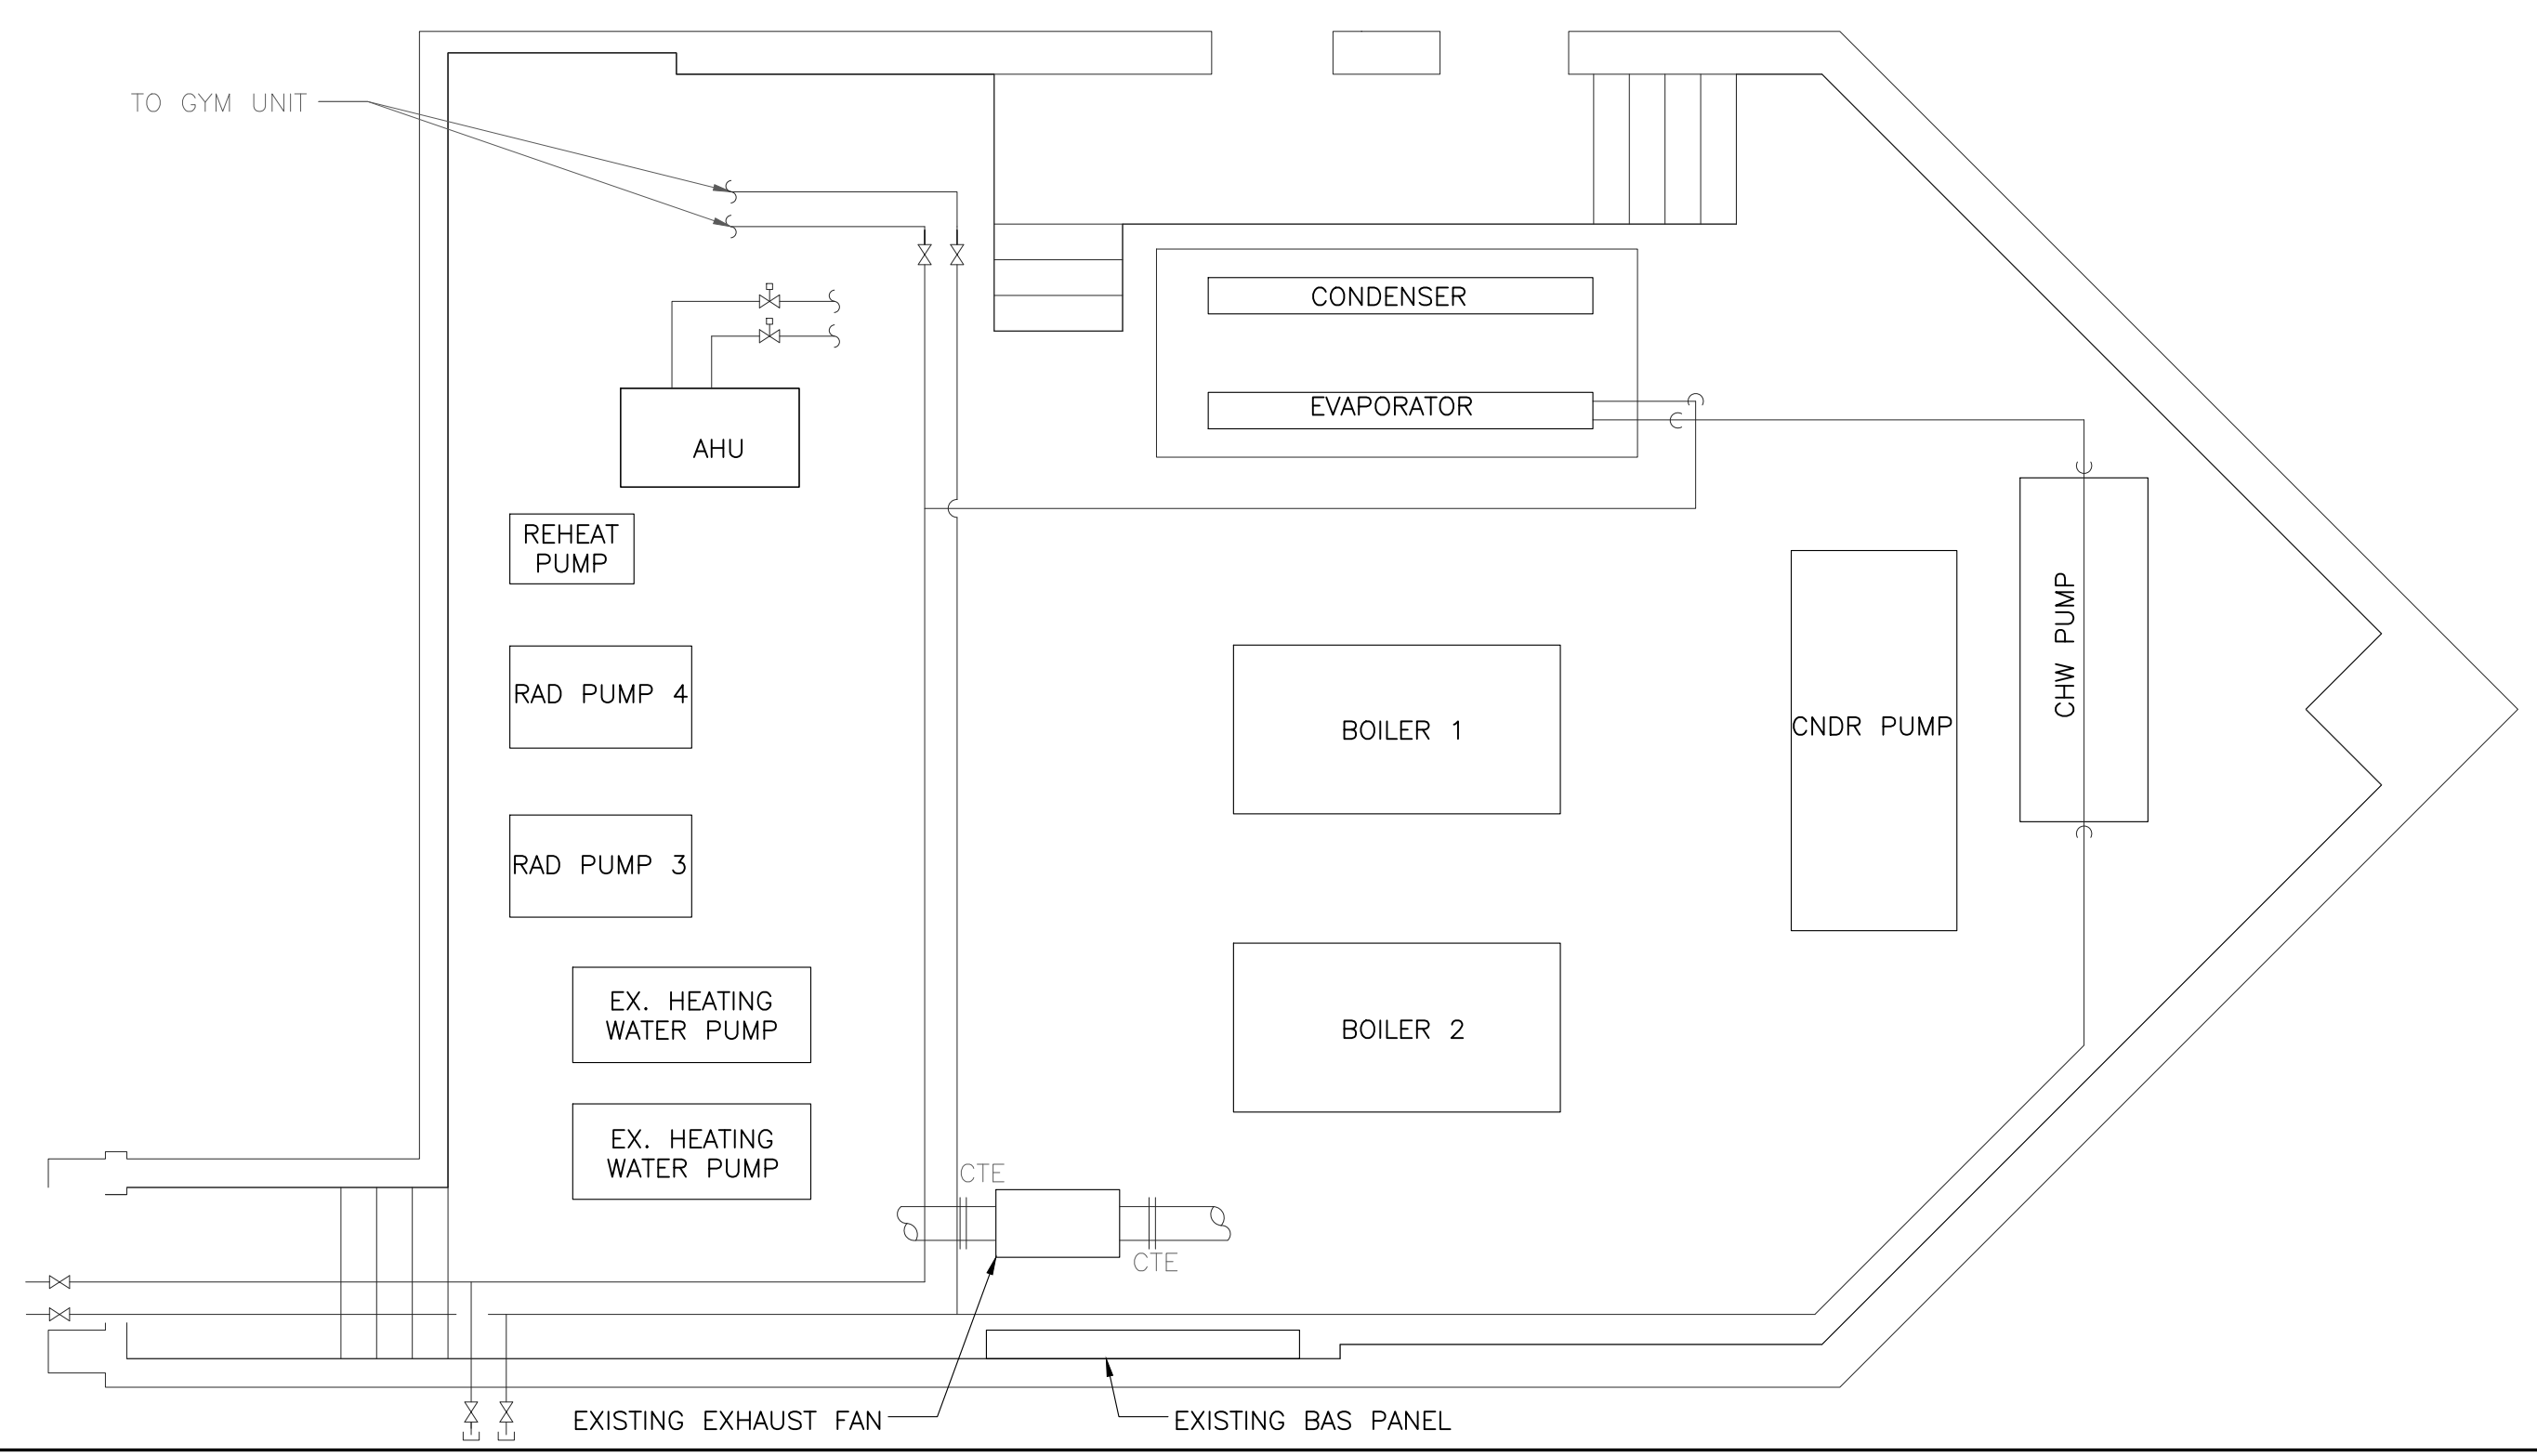 TO GYM UNIT
CONDENSER
EVAPORATOR
AHU
REHEAT
PUMP
CHW PUMP
RAD PUMP 4
BOILER 1
CNDR PUMP
RAD PUMP 3
EX. HEATING
WATER PUMP
BOILER 2
EX. HEATING
WATER PUMP
CTE
CTE
EXISTING EXHAUST FAN
EXISTING BAS PANEL